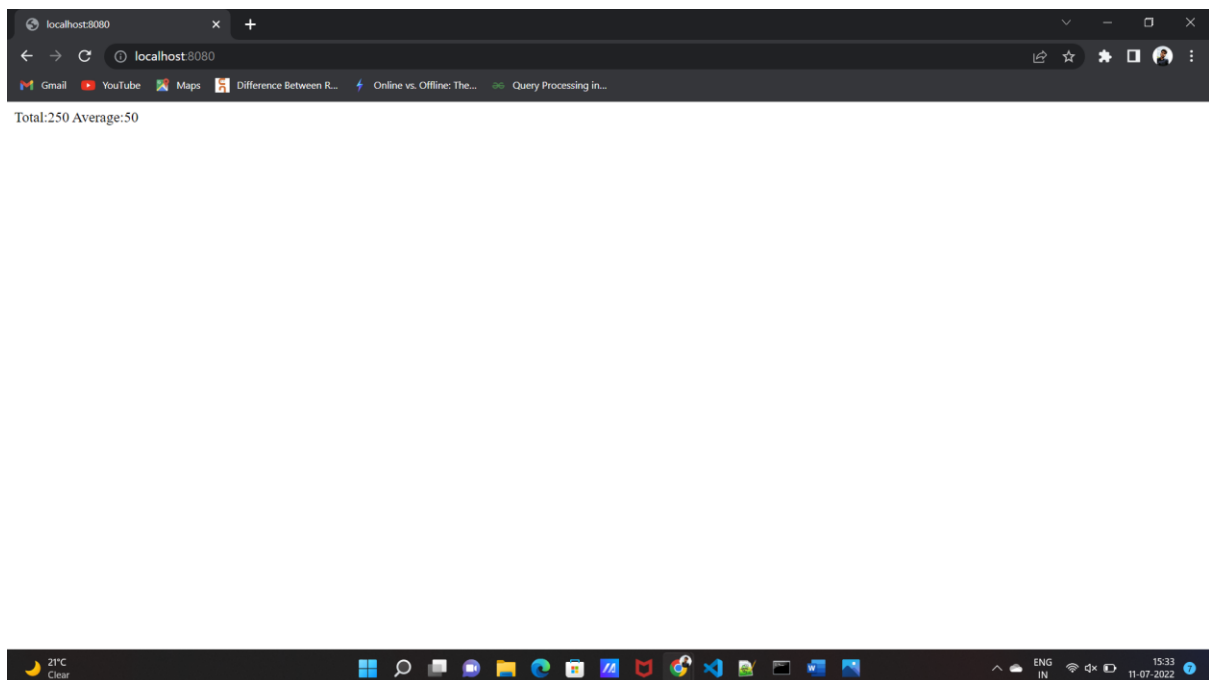 localhost:8080
localhost:8080
Gmail YouTube Maps Difference Between R... Online vs. Offline: The... Query Processing in...
Total:250 Average:50
21°C
Clear
ENG
IN
15:33
11-07-2022
7